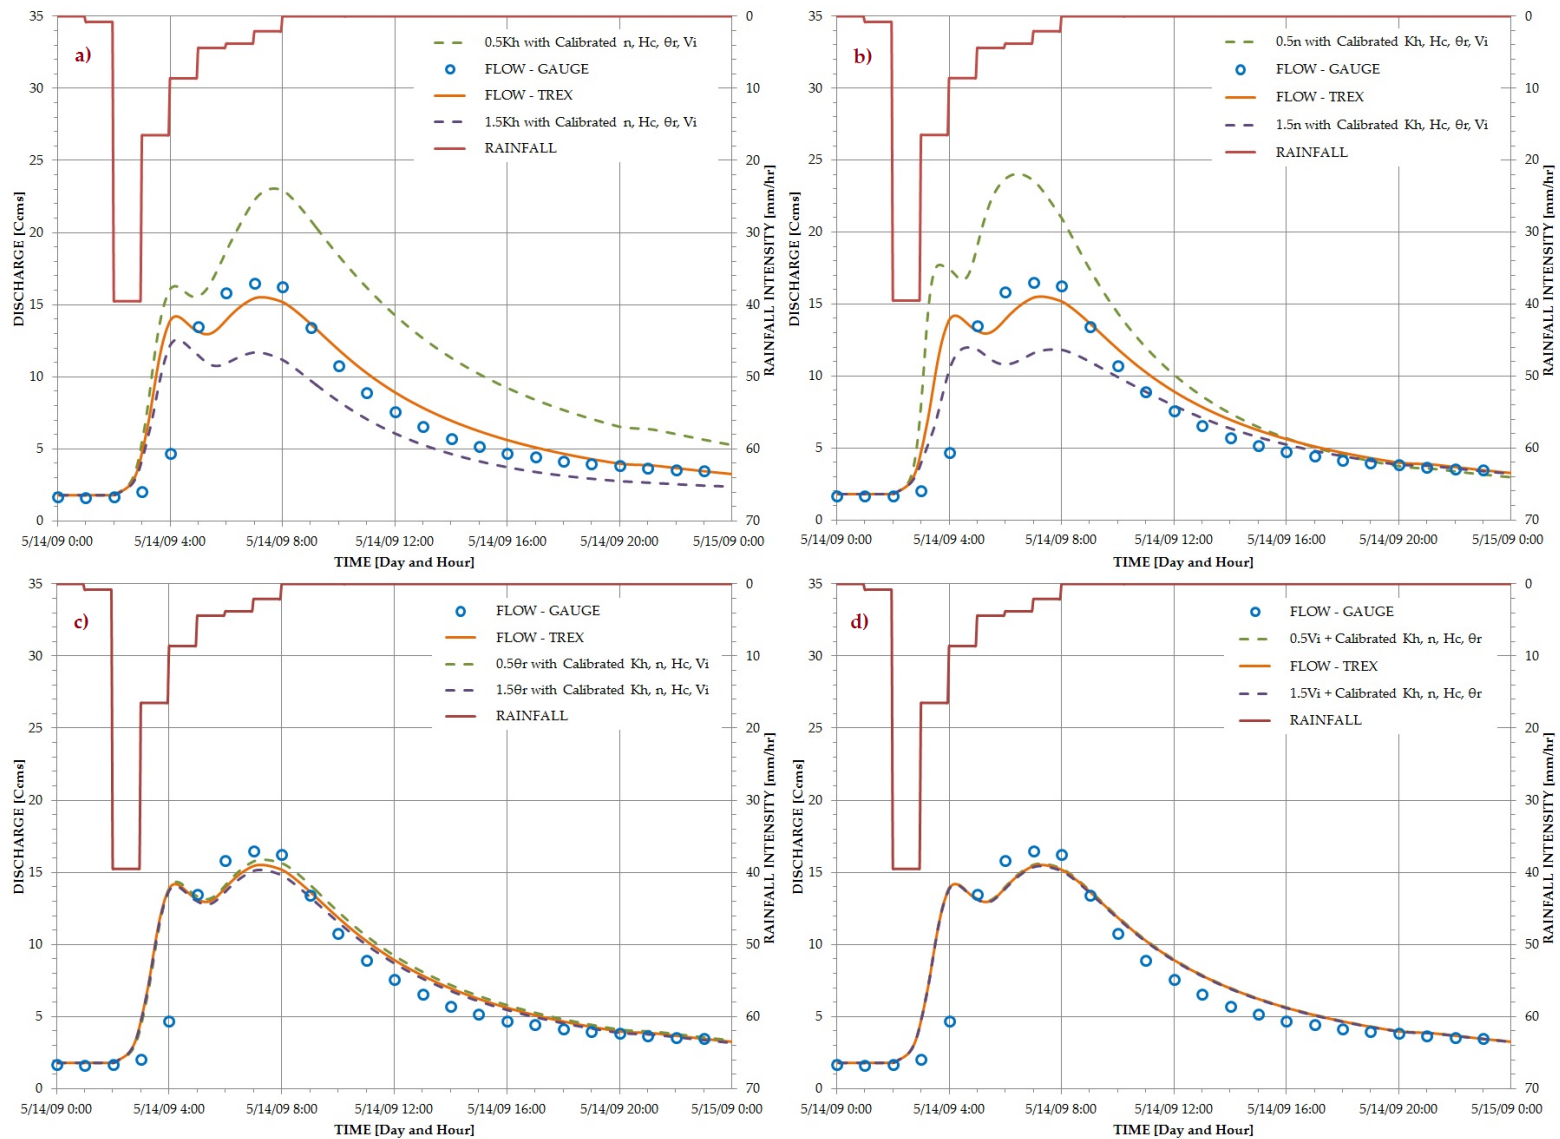 a)
35
30
25
20
15
10
5
0
DISCHARGE [Ccms]
0.5Kh with Calibrated n, Hc, θr, Vi
FLOW - GAUGE
FLOW - TREX
1.5Kh with Calibrated n, Hc, θr, Vi
RAINFALL
0
10
20
30
40
50
60
70
RAINFALL INTENSITY [mm/hr]
5/14/09 0:00 5/14/09 4:00 5/14/09 8:00 5/14/09 12:00 5/14/09 16:00 5/14/09 20:00 5/15/09 0:00
TIME [Day and Hour]
b)
35
30
25
20
15
10
5
0
DISCHARGE [Ccms]
0.5n with Calibrated Kh, Hc, θr, Vi
FLOW - GAUGE
FLOW - TREX
1.5n with Calibrated Kh, Hc, θr, Vi
RAINFALL
0
10
20
30
40
50
60
70
RAINFALL INTENSITY [mm/hr]
5/14/09 0:00 5/14/09 4:00 5/14/09 8:00 5/14/09 12:00 5/14/09 16:00 5/14/09 20:00 5/15/09 0:00
TIME [Day and Hour]
c)
35
30
25
20
15
10
5
0
DISCHARGE [Ccms]
FLOW - GAUGE
FLOW - TREX
0.5θr with Calibrated Kh, n, Hc, Vi
1.5θr with Calibrated Kh, n, Hc, Vi
RAINFALL
0
10
20
30
40
50
60
70
RAINFALL INTENSITY [mm/hr]
5/14/09 0:00 5/14/09 4:00 5/14/09 8:00 5/14/09 12:00 5/14/09 16:00 5/14/09 20:00 5/15/09 0:00
TIME [Day and Hour]
d)
35
30
25
20
15
10
5
0
DISCHARGE [Ccms]
FLOW - GAUGE
0.5Vi + Calibrated Kh, n, Hc, θr
FLOW - TREX
1.5Vi + Calibrated Kh, n, Hc, θr
RAINFALL
0
10
20
30
40
50
60
70
RAINFALL INTENSITY [mm/hr]
5/14/09 0:00 5/14/09 4:00 5/14/09 8:00 5/14/09 12:00 5/14/09 16:00 5/14/09 20:00 5/15/09 0:00
TIME [Day and Hour]